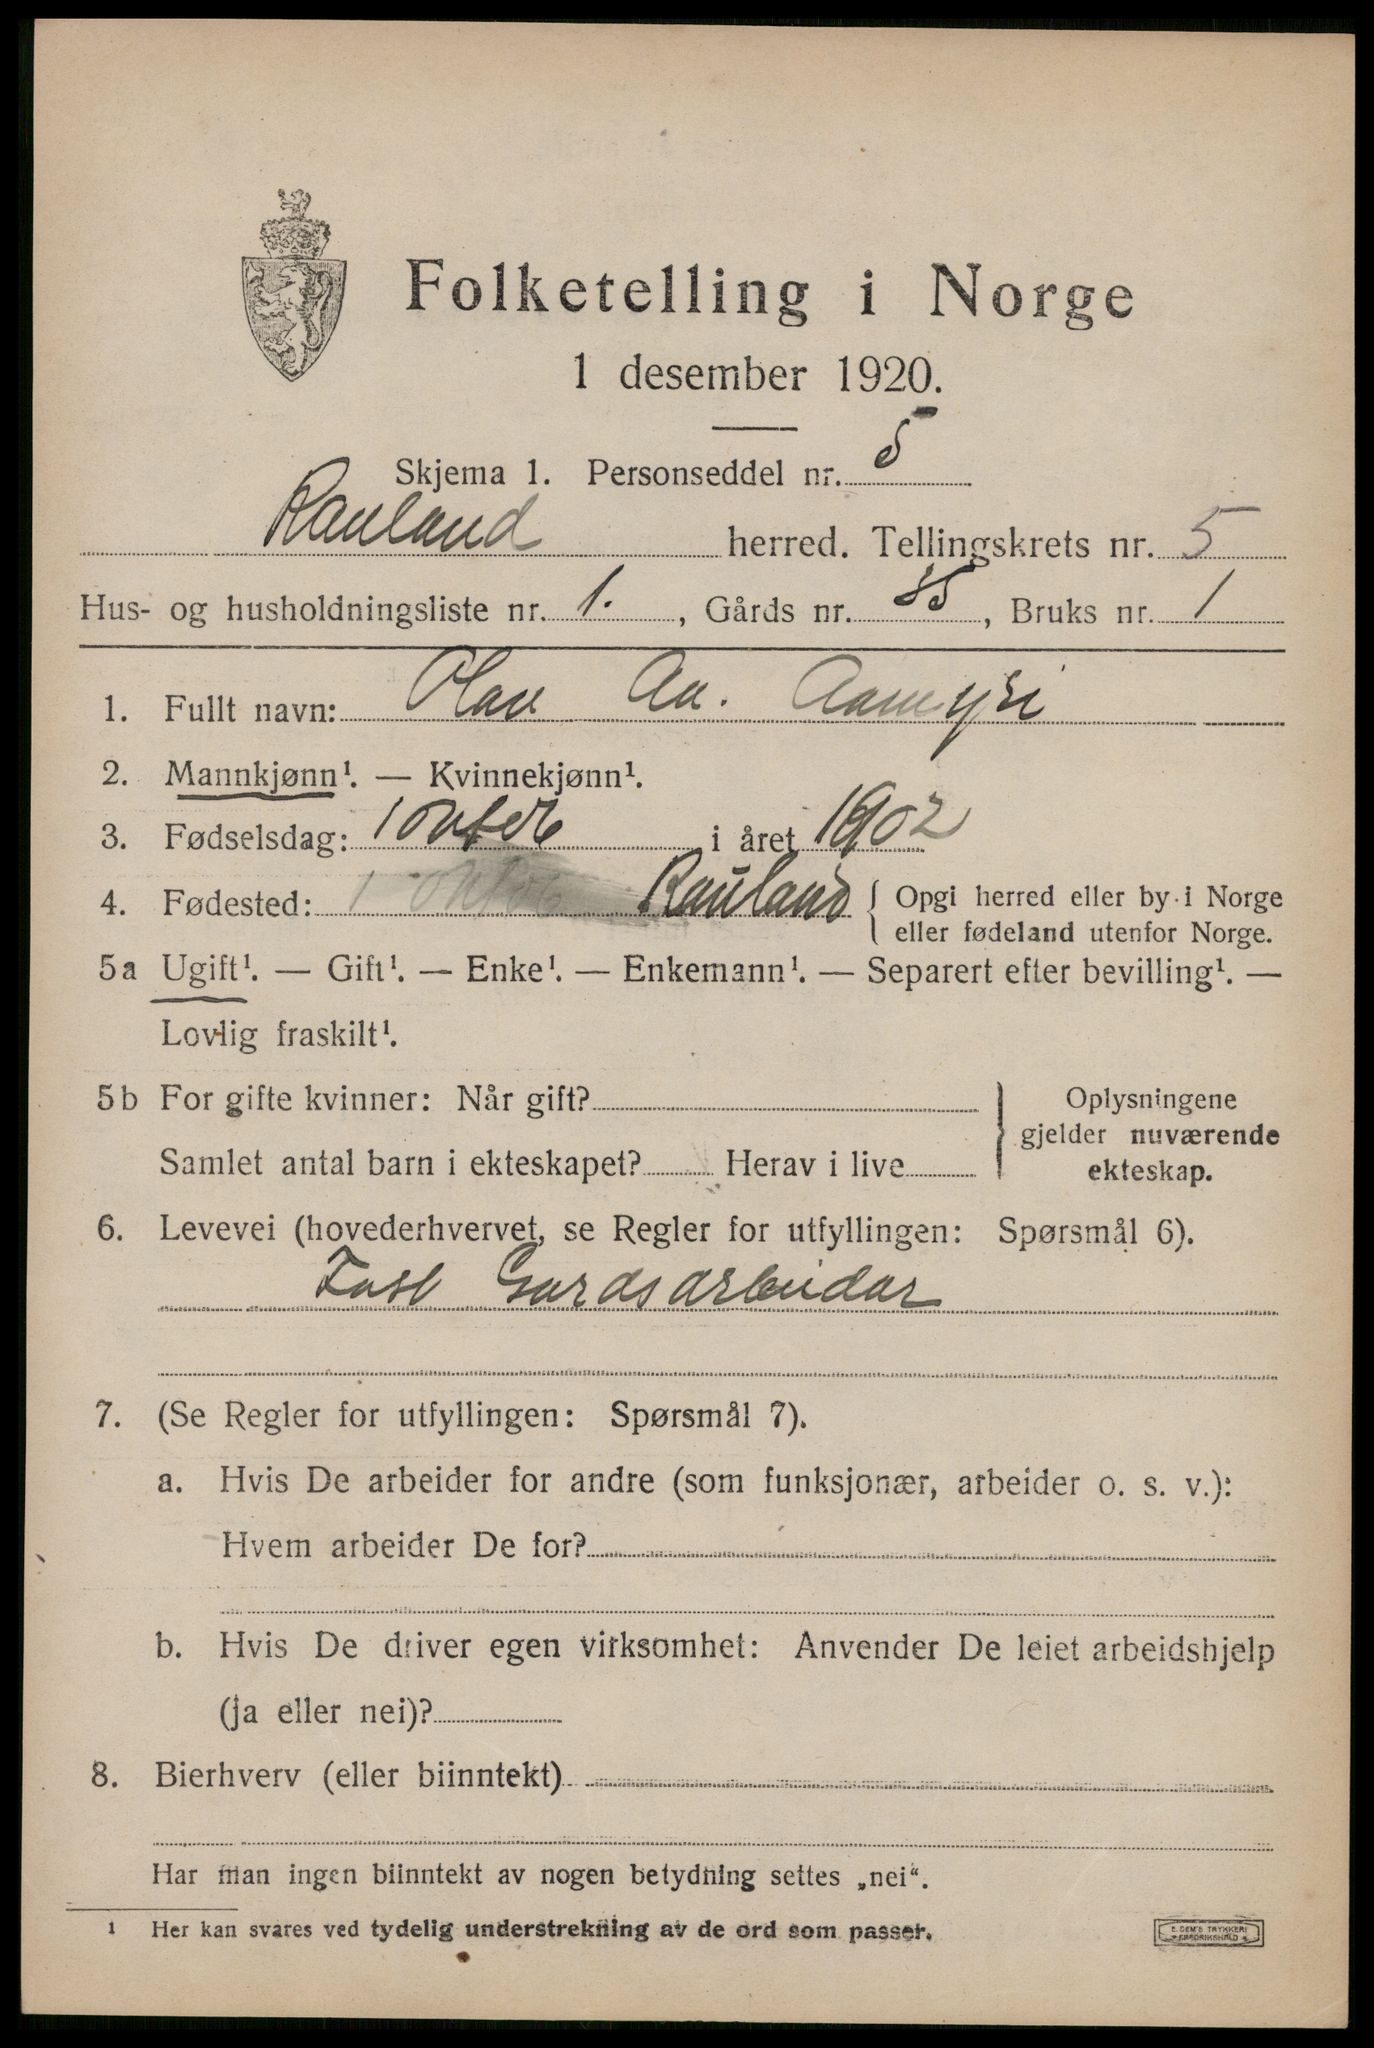 Folketelling i Norge
1 desember 1920.
Skjema 1. Personseddel nr. 5
Rauland herred. Tellingskrets nr. 5
Hus- og husholdningsliste nr. 1., Gårds nr. 85, Bruks nr. 1
1. Fullt navn: Olav Aa. Aamyri
2. Mannkjønn¹. — Kvinnekjønn¹.
3. Fødselsdag: 1 oktob i året 1902
4. Fødested: 1 oktob Rauland { Opgi herred eller by i Norge
eller fødeland utenfor Norge.
5a Ugift¹. — Gift¹. — Enke¹. — Enkemann¹. — Separert efter bevilling¹. —
Lovlig fraskilt¹.
5b For gifte kvinner: Når gift?
Samlet antal barn i ekteskapet? Herav i live
Oplysningene
gjelder nuværende
ekteskap.
6. Levevei (hovederhvervet, se Regler for utfyllingen: Spørsmål 6).
Fast Gardsarbeidar
7. (Se Regler for utfyllingen: Spørsmål 7).
a. Hvis De arbeider for andre (som funksjonær, arbeider o. s. v.):
Hvem arbeider De for?
b. Hvis De driver egen virksomhet: Anvender De leiet arbeidshjelp
(ja eller nei)?
8. Bierhverv (eller biinntekt)
Har man ingen biinntekt av nogen betydning settes „nei“.
¹ Her kan svares ved tydelig understrekning av de ord som passer.
E. SEM'S TRYKKERI
FREDRIKSHALD